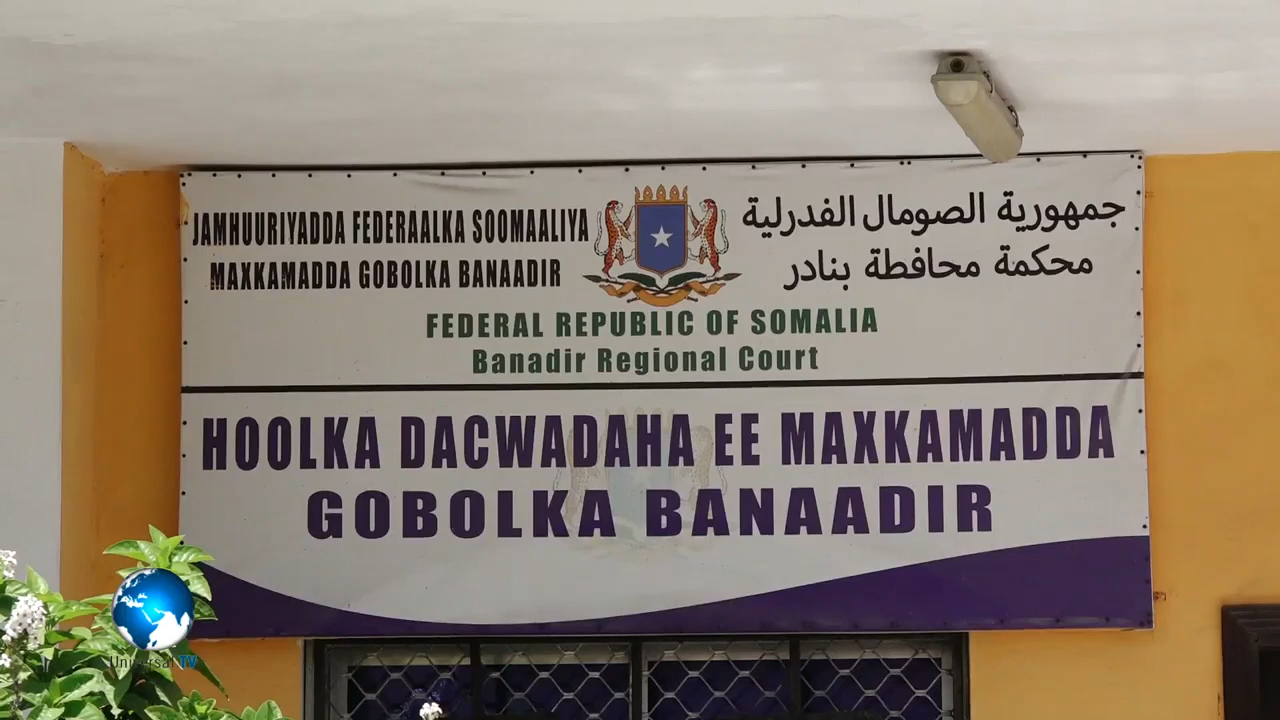 JAMHUURIYADDA FEDERAALKA SOOMAALIYA
MAXKAMADDA GOBOLKA BANAADIR
جمهورية الصومال الفدرلية
محكمة محافطة بنادر
FEDERAL REPUBLIC OF SOMALIA
Banadir Regional Court
HOOLKA DACWADAHA EE MAXKAMADDA
GOBOLKA BANAADIR
Universal TV